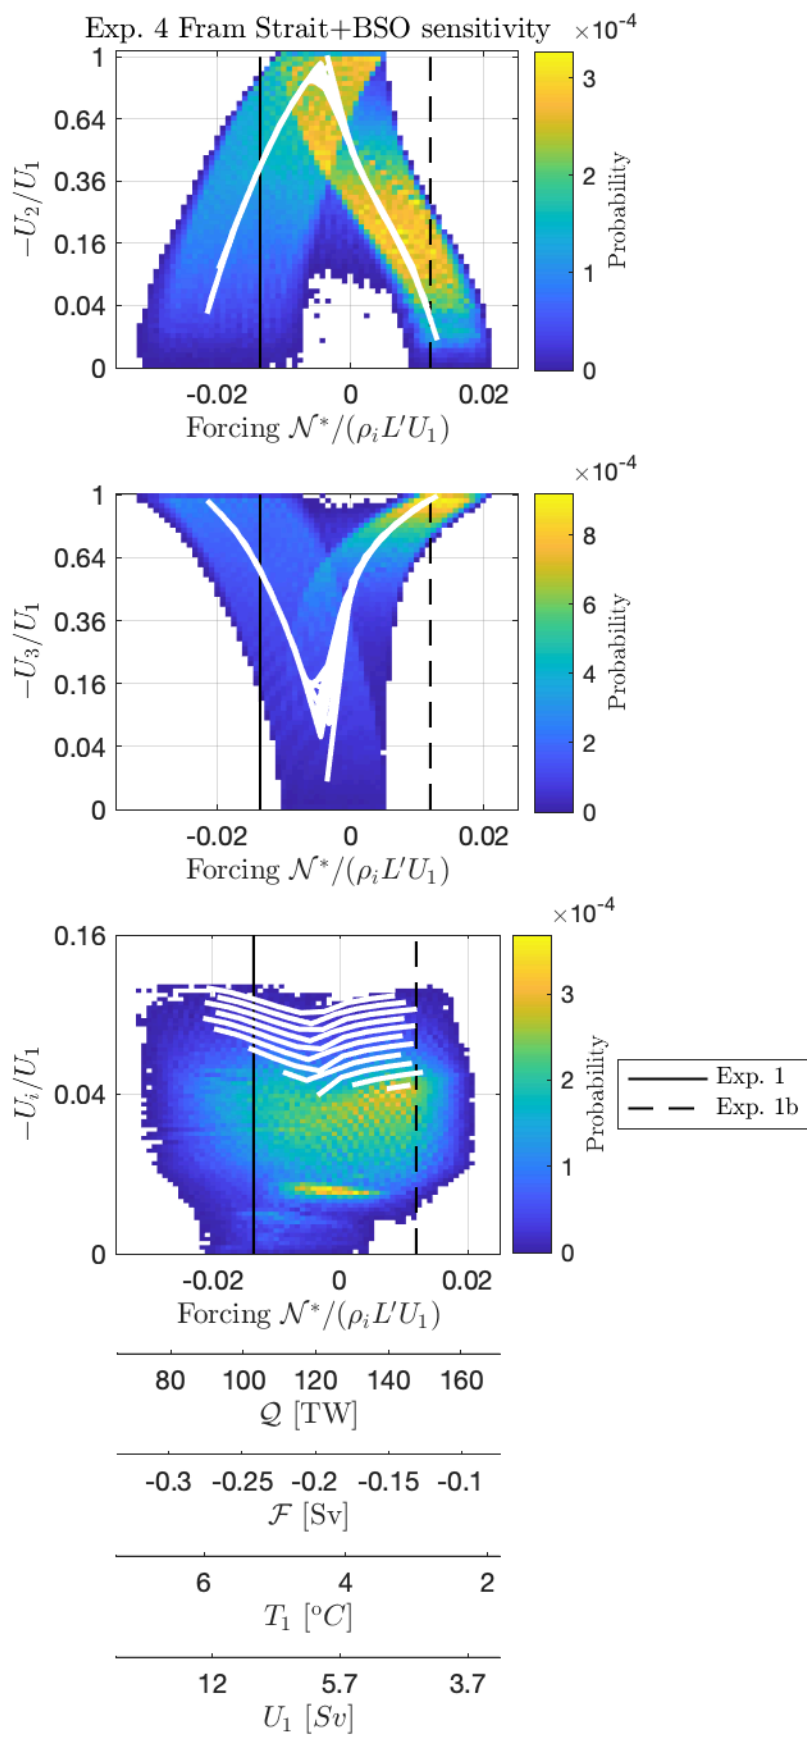 Exp. 4 Fram Strait+BSO sensitivity
×10⁻⁴
1
0.64
0.36
0.16
0.04
0
−U₂/U₁
-0.02 0 0.02
Forcing 𝒩*/(ρᵢL′U₁)
3
2
1
0
Probability
×10⁻⁴
1
0.64
0.36
0.16
0.04
0
−U₃/U₁
-0.02 0 0.02
Forcing 𝒩*/(ρᵢL′U₁)
8
6
4
2
0
Probability
×10⁻⁴
0.16
0.04
0
−Uᵢ/U₁
-0.02 0 0.02
Forcing 𝒩*/(ρᵢL′U₁)
3
2
1
0
Probability
Exp. 1
Exp. 1b
80 100 120 140 160
𝒬 [TW]
-0.3 -0.25 -0.2 -0.15 -0.1
ℱ [Sv]
6 4 2
T₁ [°C]
12 5.7 3.7
U₁ [Sv]